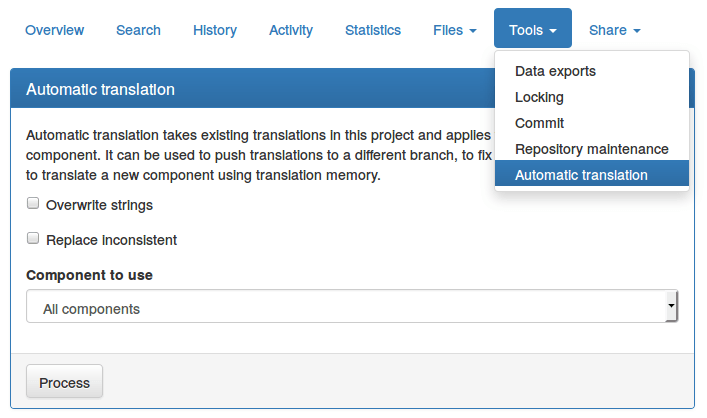 Overview Search History Activity Statistics Files Tools Share
Data exports
Locking
Commit
Repository maintenance
Automatic translation
Automatic translation
Automatic translation takes existing translations in this project and applies
component. It can be used to push translations to a different branch, to fix
to translate a new component using translation memory.
Overwrite strings
Replace inconsistent
Component to use
All components
Process